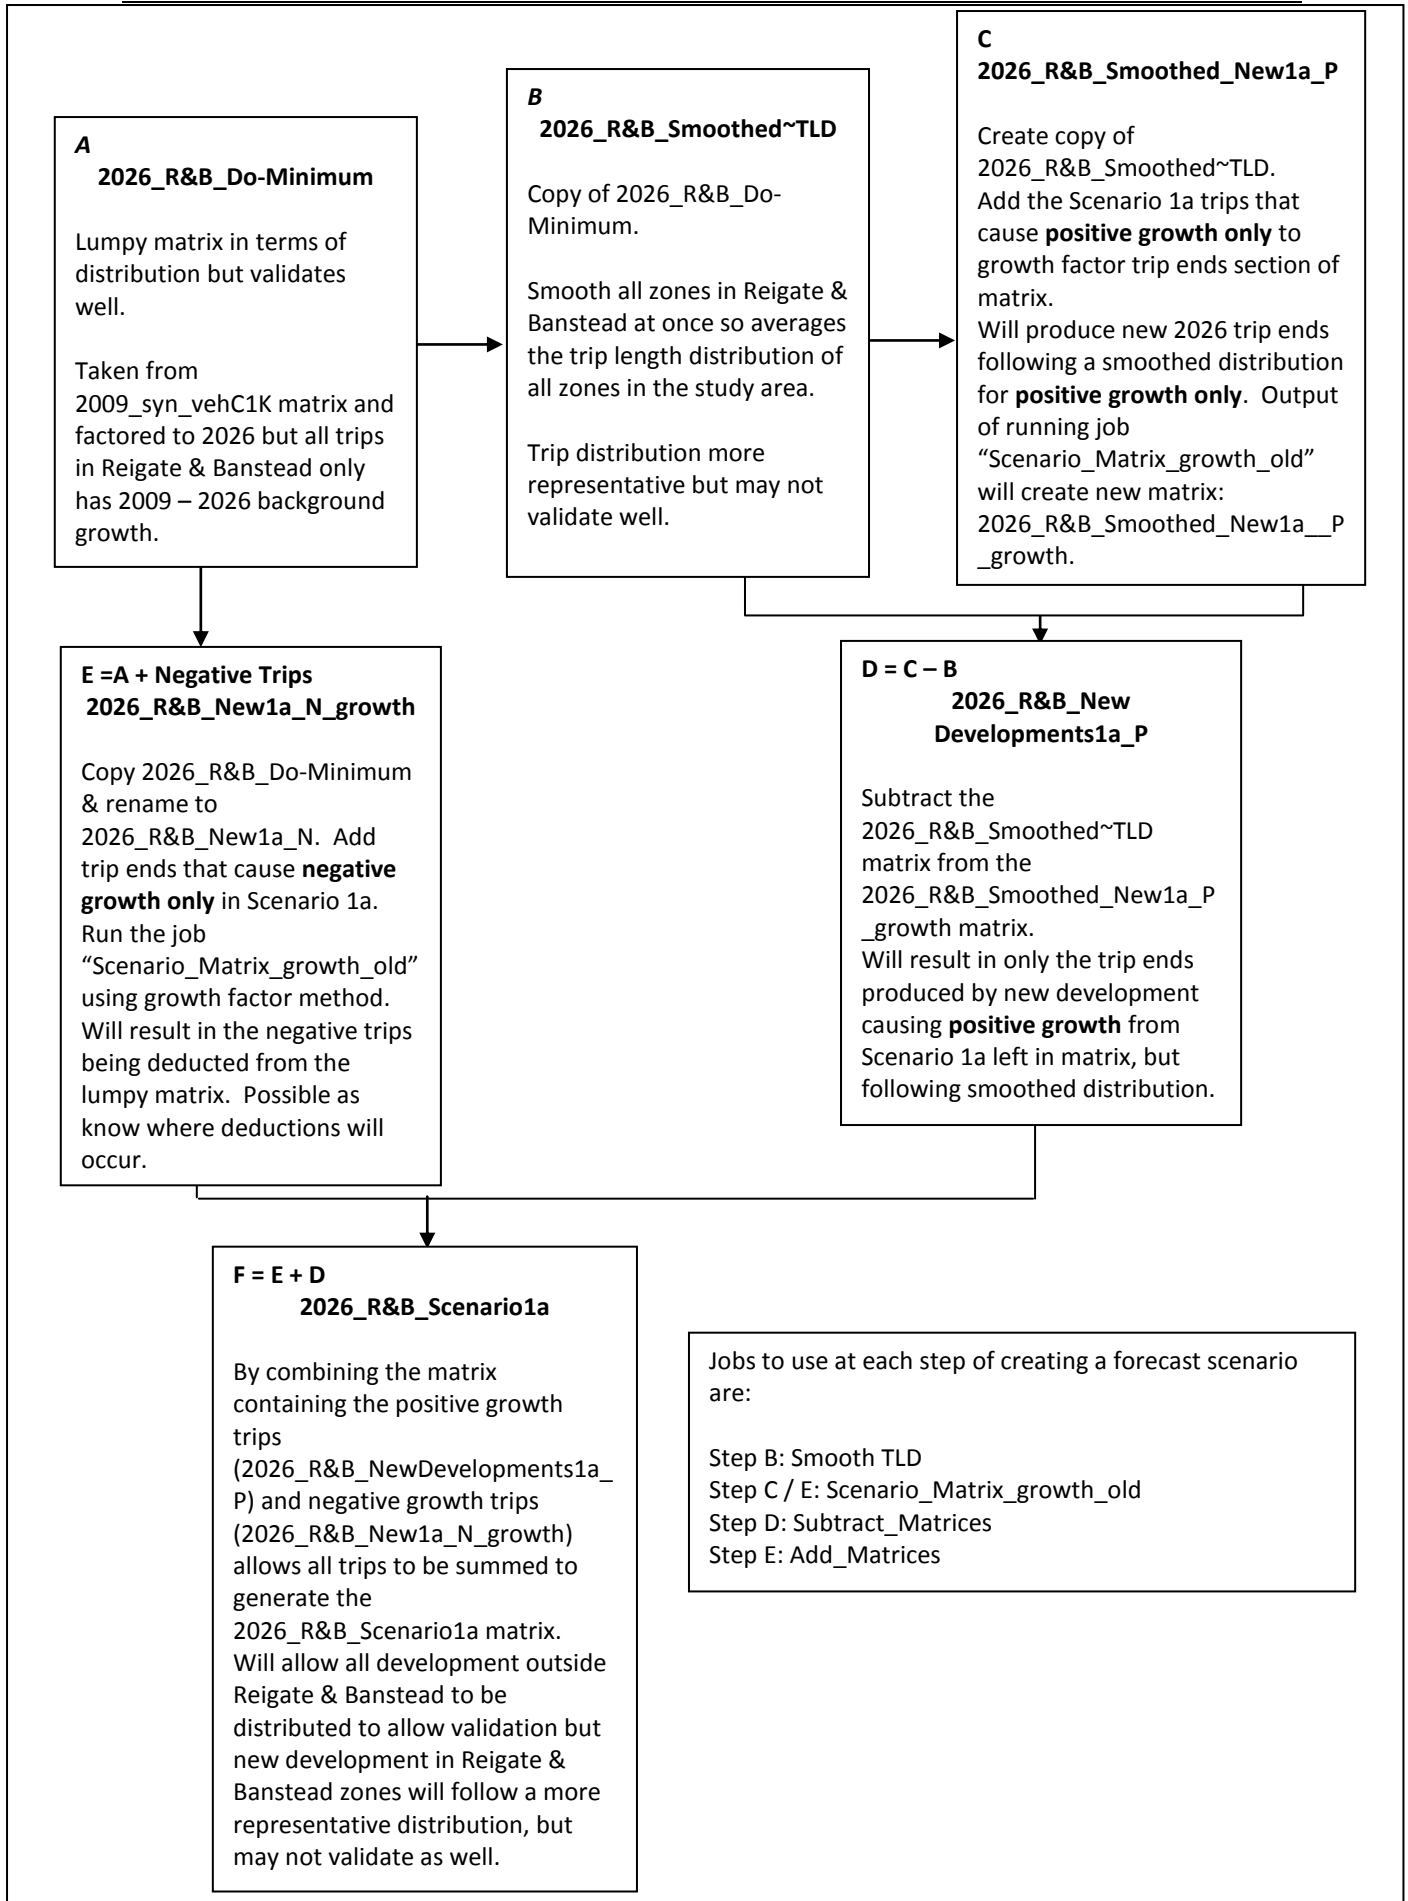 A
2026_R&B_Do-Minimum
Lumpy matrix in terms of
distribution but validates
well.
Taken from
2009_syn_vehC1K matrix and
factored to 2026 but all trips
in Reigate & Banstead only
has 2009 – 2026 background
growth.
B
2026_R&B_Smoothed~TLD
Copy of 2026_R&B_Do-
Minimum.
Smooth all zones in Reigate &
Banstead at once so averages
the trip length distribution of
all zones in the study area.
Trip distribution more
representative but may not
validate well.
C
2026_R&B_Smoothed_New1a_P
Create copy of
2026_R&B_Smoothed~TLD.
Add the Scenario 1a trips that
cause positive growth only to
growth factor trip ends section of
matrix.
Will produce new 2026 trip ends
following a smoothed distribution
for positive growth only.  Output
of running job
“Scenario_Matrix_growth_old”
will create new matrix:
2026_R&B_Smoothed_New1a__P
_growth.
E =A + Negative Trips
2026_R&B_New1a_N_growth
Copy 2026_R&B_Do-Minimum
& rename to
2026_R&B_New1a_N.  Add
trip ends that cause negative
growth only in Scenario 1a.
Run the job
“Scenario_Matrix_growth_old”
using growth factor method.
Will result in the negative trips
being deducted from the
lumpy matrix.  Possible as
know where deductions will
occur.
D = C – B
2026_R&B_New
Developments1a_P
Subtract the
2026_R&B_Smoothed~TLD
matrix from the
2026_R&B_Smoothed_New1a_P
_growth matrix.
Will result in only the trip ends
produced by new development
causing positive growth from
Scenario 1a left in matrix, but
following smoothed distribution.
F = E + D
2026_R&B_Scenario1a
By combining the matrix
containing the positive growth
trips
(2026_R&B_NewDevelopments1a_
P) and negative growth trips
(2026_R&B_New1a_N_growth)
allows all trips to be summed to
generate the
2026_R&B_Scenario1a matrix.
Will allow all development outside
Reigate & Banstead to be
distributed to allow validation but
new development in Reigate &
Banstead zones will follow a more
representative distribution, but
may not validate as well.
Jobs to use at each step of creating a forecast scenario
are:
Step B: Smooth TLD
Step C / E: Scenario_Matrix_growth_old
Step D: Subtract_Matrices
Step E: Add_Matrices